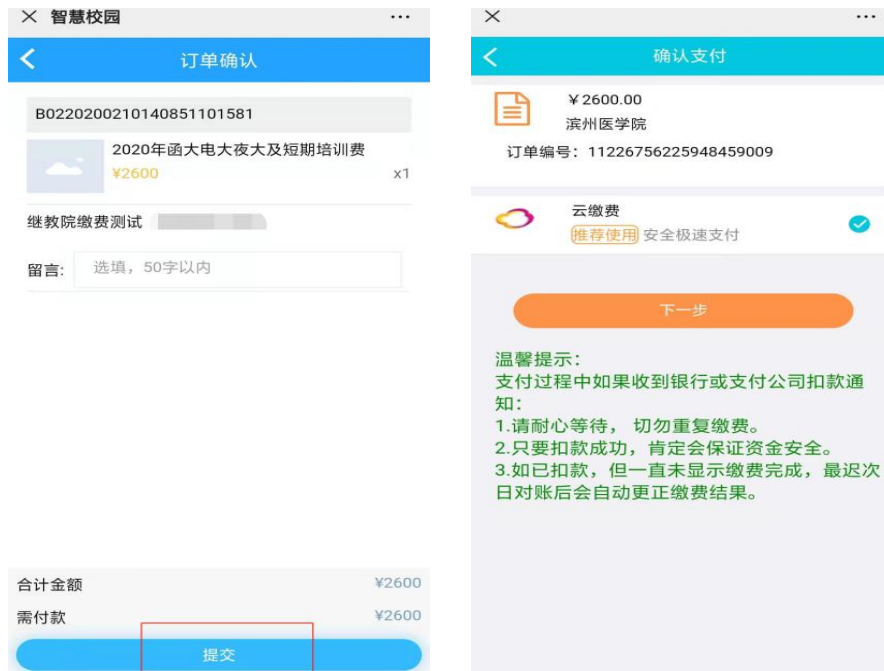 智慧校园
订单确认
B0220200210140851101581
2020年函大电大夜大及短期培训费
¥2600 x1
继教院缴费测试
留言: 选填，50字以内
合计金额 ¥2600
需付款 ¥2600
提交
确认支付
¥2600.00
滨州医学院
订单编号：11226756225948459009
云缴费
推荐使用 安全极速支付
下一步
温馨提示：
支付过程中如果收到银行或支付公司扣款通
知：
1.请耐心等待， 切勿重复缴费。
2.只要扣款成功，肯定会保证资金安全。
3.如已扣款，但一直未显示缴费完成，最迟次
日对账后会自动更正缴费结果。